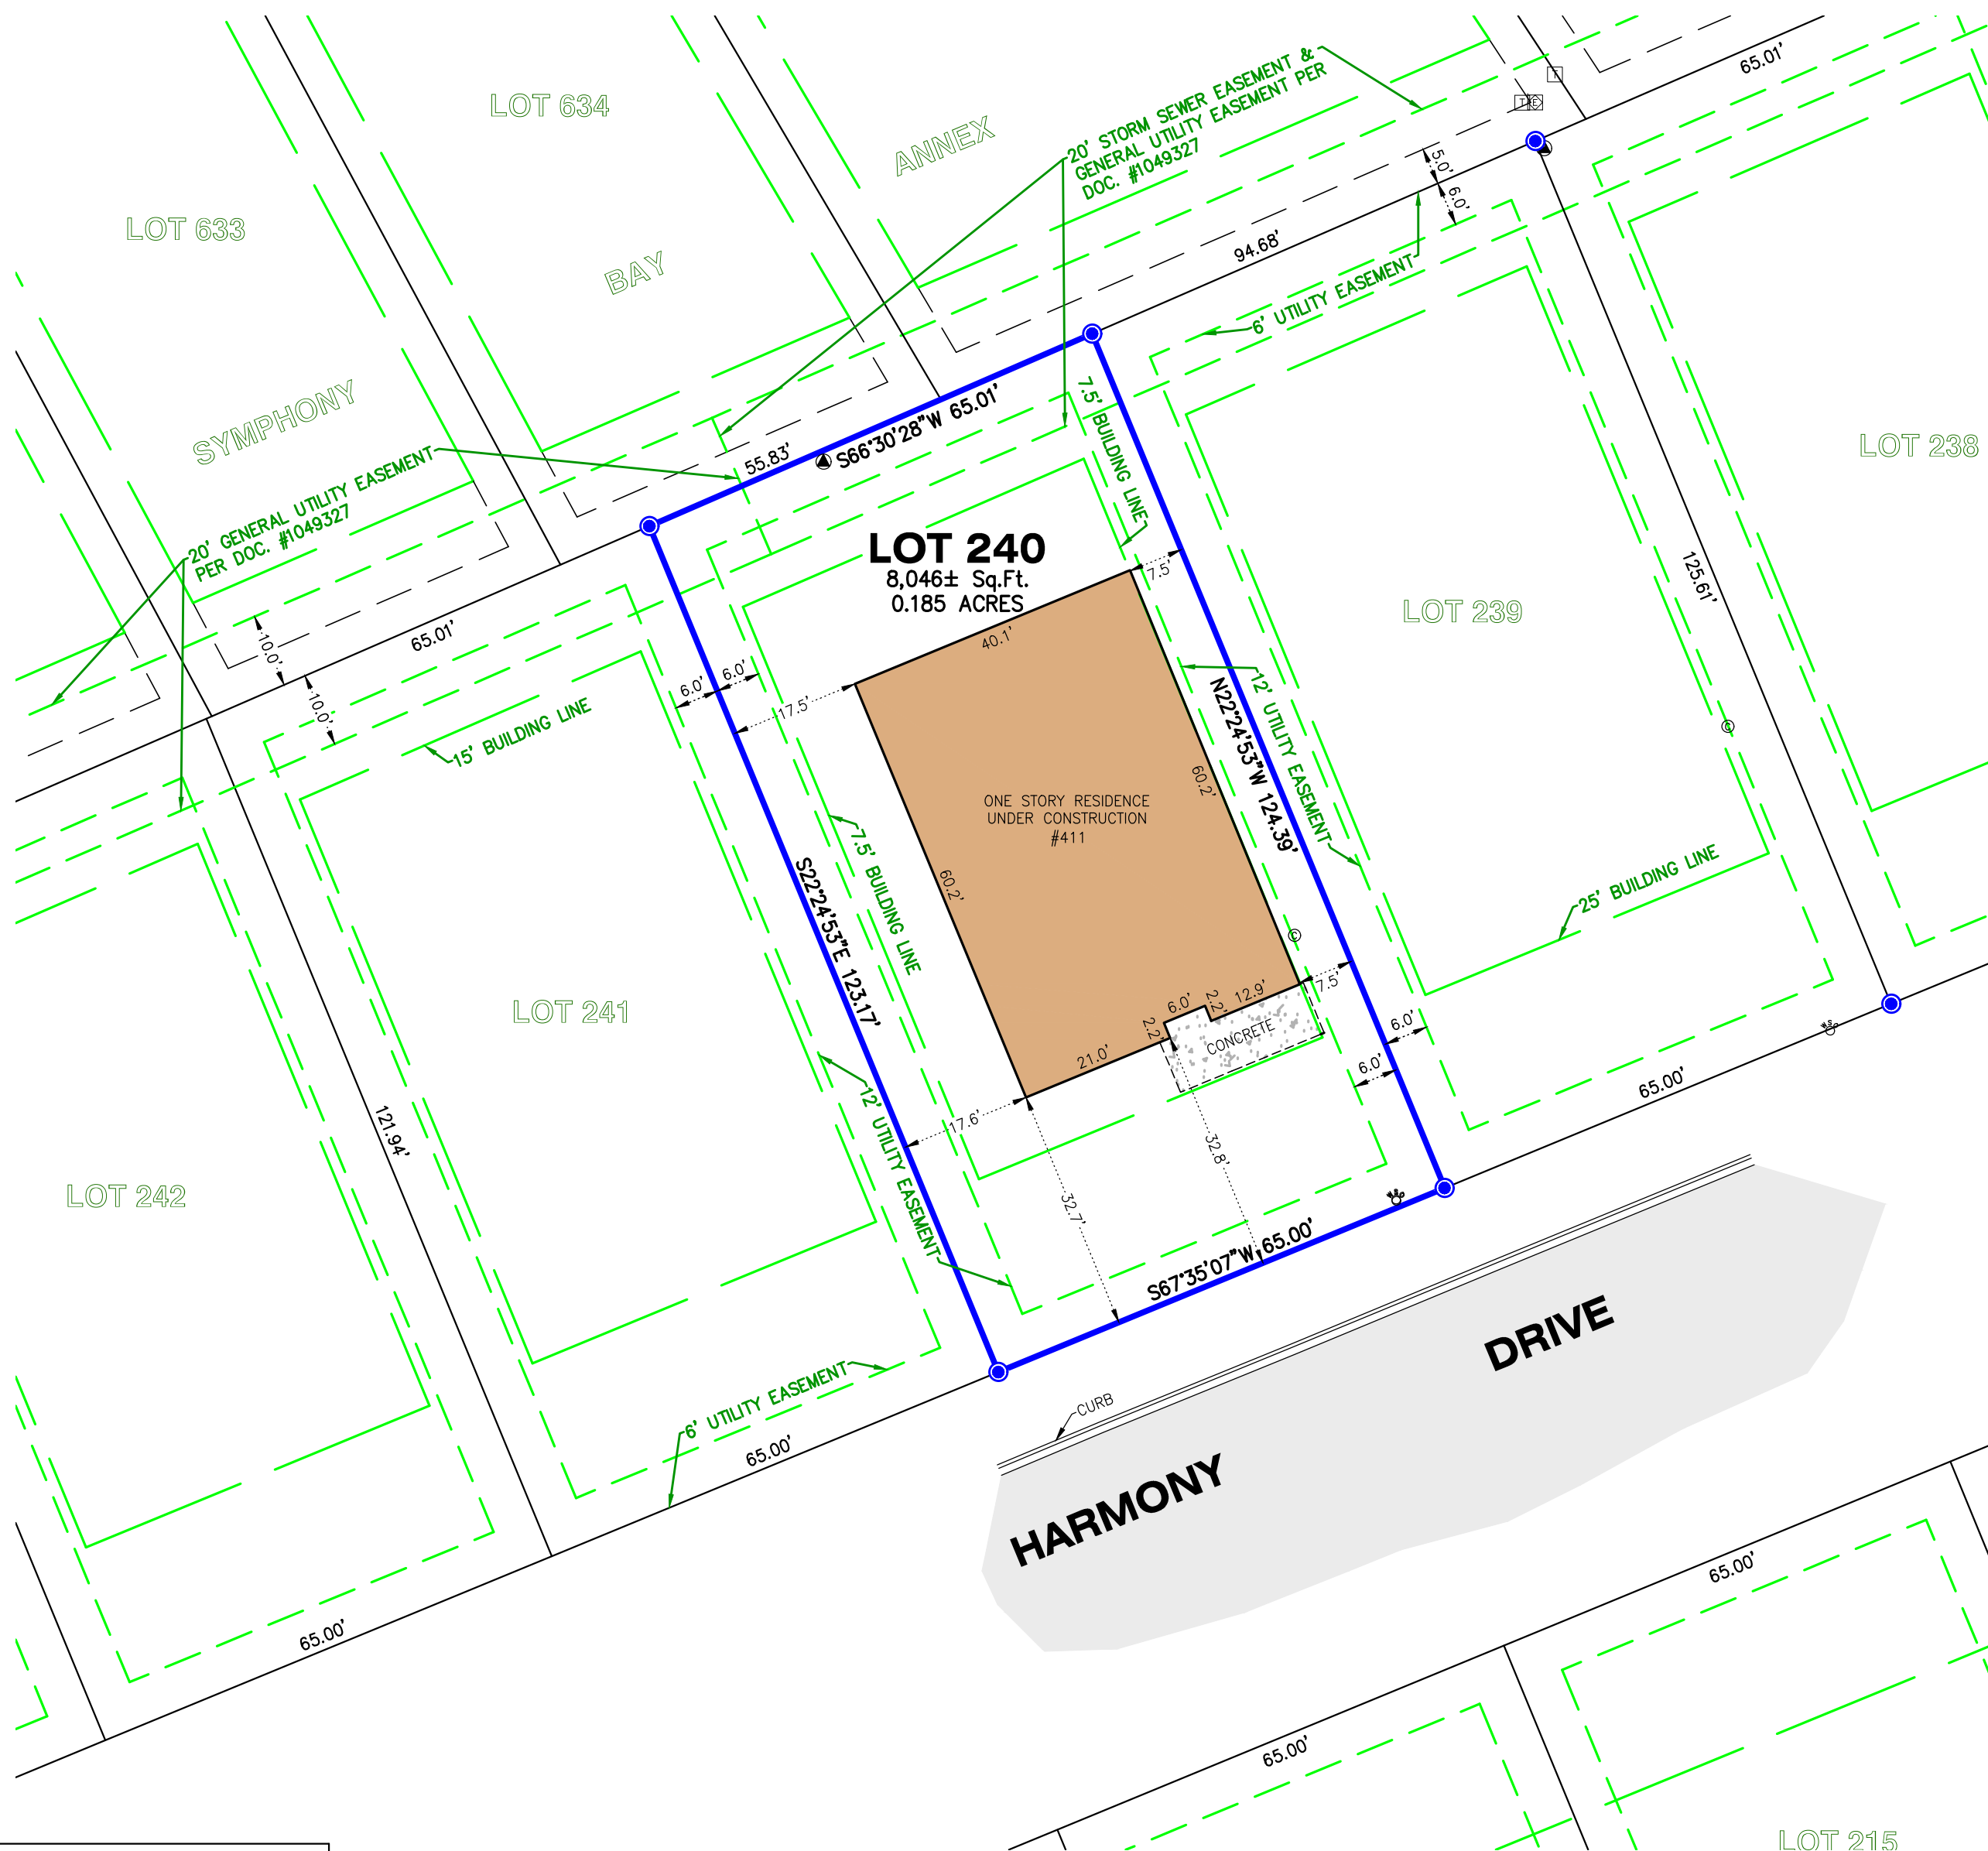 LOT 634
LOT 633
ANNEX
BAY
SYMPHONY
20' STORM SEWER EASEMENT &
GENERAL UTILITY EASEMENT PER
DOC. #1049327
T
T E
65.01'
5.0'
6.0'
94.68'
6' UTILITY EASEMENT
S66°30'28"W 65.01'
55.83'
7.5' BUILDING LINE
20' GENERAL UTILITY EASEMENT
PER DOC. #1049327
LOT 240
8,046± Sq.Ft.
0.185 ACRES
7.5'
40.1'
LOT 238
LOT 239
125.61'
65.01'
10.0'
10.0'
6.0'
6.0'
17.5'
15' BUILDING LINE
N22°24'53"W 124.39'
12' UTILITY EASEMENT
60.2'
ONE STORY RESIDENCE
UNDER CONSTRUCTION
#411
60.2'
7.5' BUILDING LINE
S22°24'53"E 123.17'
25' BUILDING LINE
C
LOT 241
6.0'
2.2'
12.9'
7.5'
2.2'
CONCRETE
21.0'
6.0'
6.0'
65.00'
12' UTILITY EASEMENT
17.6'
32.8'
32.7'
121.94'
LOT 242
S67°35'07"W 65.00'
DRIVE
CURB
HARMONY
6' UTILITY EASEMENT
65.00'
65.00'
65.00'
65.00'
LOT 215